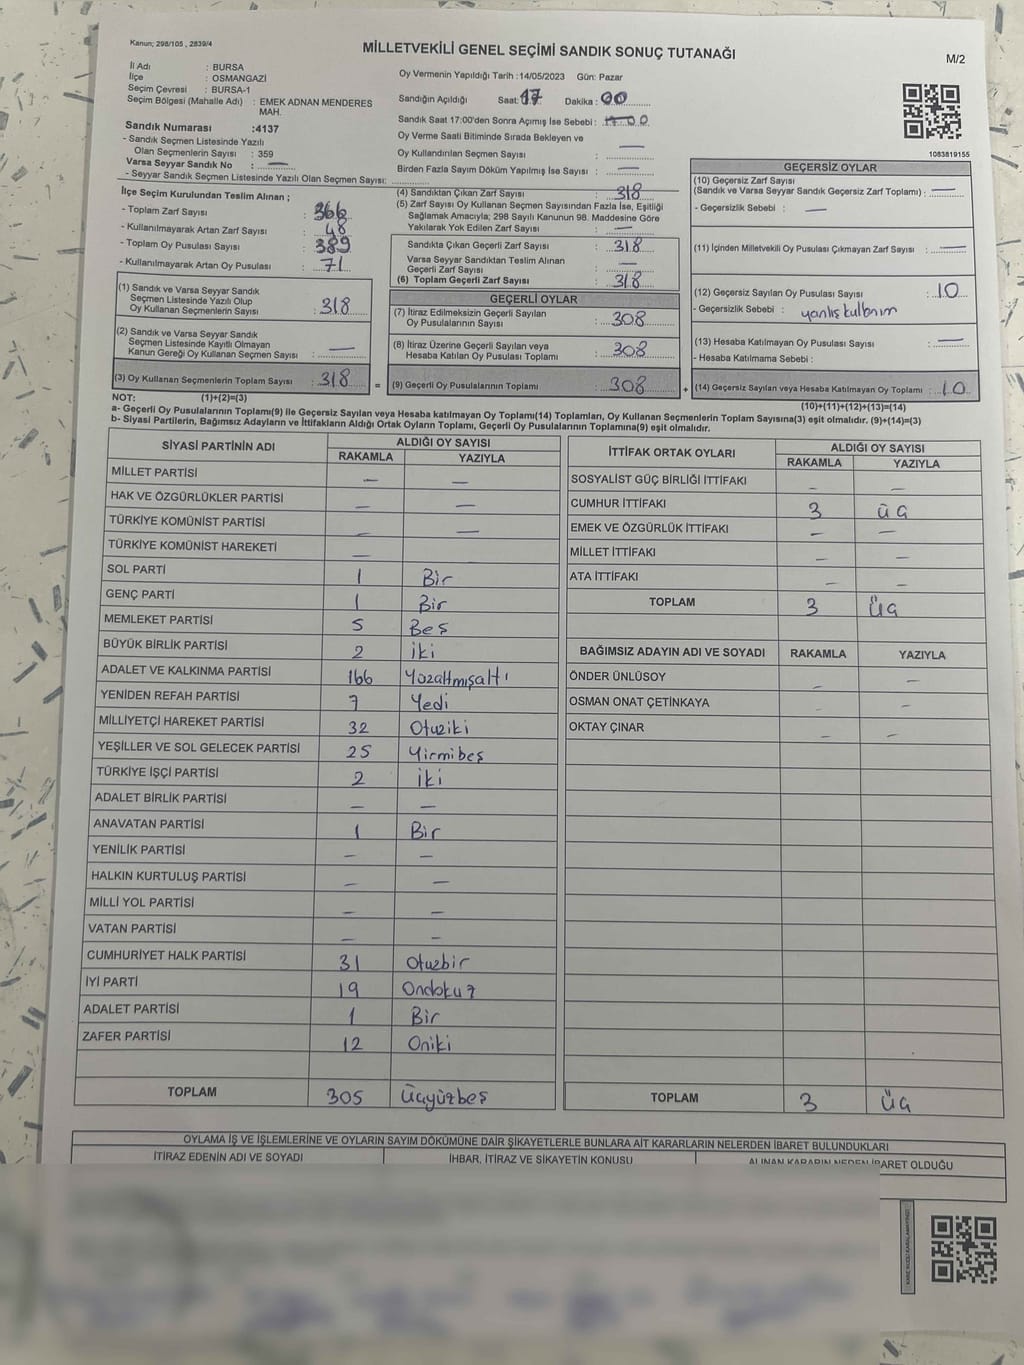 Kanun; 298/105 , 2839/4
MİLLETVEKİLİ GENEL SEÇİMİ SANDIK SONUÇ TUTANAĞI
M/2
İl Adı : BURSA
İlçe : OSMANGAZİ
Seçim Çevresi : BURSA-1
Seçim Bölgesi (Mahalle Adı) : EMEK ADNAN MENDERES MAH.
Sandık Numarası :4137
- Sandık Seçmen Listesinde Yazılı
Olan Seçmenlerin Sayısı : 359
Varsa Seyyar Sandık No : —
- Seyyar Sandık Seçmen Listesinde Yazılı Olan Seçmen Sayısı:
Oy Vermenin Yapıldığı Tarih :14/05/2023 Gün: Pazar
Sandığın Açıldığı Saat: 17 Dakika : 00
Sandık Saat 17:00'den Sonra Açımış İse Sebebi : 17 00
Oy Verme Saati Bitiminde Sırada Bekleyen ve
Oy Kullandırılan Seçmen Sayısı : —
Birden Fazla Sayım Döküm Yapılmış İse Sayısı : —
1083819155
İlçe Seçim Kurulundan Teslim Alınan ;
- Toplam Zarf Sayısı : 366
- Kullanılmayarak Artan Zarf Sayısı : 48
- Toplam Oy Pusulası Sayısı : 389
- Kullanılmayarak Artan Oy Pusulası : 71
(1) Sandık ve Varsa Seyyar Sandık
Seçmen Listesinde Yazılı Olup
Oy Kullanan Seçmenlerin Sayısı : 318
(2) Sandık ve Varsa Seyyar Sandık
Seçmen Listesinde Kayıtlı Olmayan
Kanun Gereği Oy Kullanan Seçmen Sayısı : —
(3) Oy Kullanan Seçmenlerin Toplam Sayısı : 318 =
(4) Sandıktan Çıkan Zarf Sayısı : 318
(5) Zarf Sayısı Oy Kullanan Seçmen Sayısından Fazla İse, Eşitliği
Sağlamak Amacıyla; 298 Sayılı Kanunun 98. Maddesine Göre
Yakılarak Yok Edilen Zarf Sayısı : —
Sandıkta Çıkan Geçerli Zarf Sayısı : 318
Varsa Seyyar Sandıktan Teslim Alınan
Geçerli Zarf Sayısı : —
(6) Toplam Geçerli Zarf Sayısı : 318
GEÇERLİ OYLAR
(7) İtiraz Edilmeksizin Geçerli Sayılan
Oy Pusulalarının Sayısı : 308
(8) İtiraz Üzerine Geçerli Sayılan veya
Hesaba Katılan Oy Pusulası Toplamı : 308
(9) Geçerli Oy Pusulalarının Toplamı : 308 +
GEÇERSİZ OYLAR
(10) Geçersiz Zarf Sayısı
(Sandık ve Varsa Seyyar Sandık Geçersiz Zarf Toplamı) : —
- Geçersizlik Sebebi : —
(11) İçinden Milletvekili Oy Pusulası Çıkmayan Zarf Sayısı : —
(12) Geçersiz Sayılan Oy Pusulası Sayısı : 10
- Geçersizlik Sebebi : yanlış kullanım
(13) Hesaba Katılmayan Oy Pusulası Sayısı : —
- Hesaba Katılmama Sebebi :
(14) Geçersiz Sayılan veya Hesaba Katılmayan Oy Toplamı : 10
NOT: (1)+(2)=(3) (10)+(11)+(12)+(13)=(14)
a- Geçerli Oy Pusulalarının Toplamı(9) ile Geçersiz Sayılan veya Hesaba katılmayan Oy Toplamı(14) Toplamları, Oy Kullanan Seçmenlerin Toplam Sayısına(3) eşit olmalıdır. (9)+(14)=(3)
b- Siyasi Partilerin, Bağımsız Adayların ve İttifakların Aldığı Ortak Oyların Toplamı, Geçerli Oy Pusulalarının Toplamına(9) eşit olmalıdır.
SİYASİ PARTİNİN ADI ALDIĞI OY SAYISI
RAKAMLA YAZIYLA
MİLLET PARTİSİ — —
HAK VE ÖZGÜRLÜKLER PARTİSİ — —
TÜRKİYE KOMÜNİST PARTİSİ — —
TÜRKİYE KOMÜNİST HAREKETİ —
SOL PARTİ 1 Bir
GENÇ PARTİ 1 Bir
MEMLEKET PARTİSİ 5 Beş
BÜYÜK BİRLİK PARTİSİ 2 iki
ADALET VE KALKINMA PARTİSİ 166 Yüzaltmışaltı
YENİDEN REFAH PARTİSİ 7 Yedi
MİLLİYETÇİ HAREKET PARTİSİ 32 Otuziki
YEŞİLLER VE SOL GELECEK PARTİSİ 25 Yirmibeş
TÜRKİYE İŞÇİ PARTİSİ 2 iki
ADALET BİRLİK PARTİSİ — —
ANAVATAN PARTİSİ 1 Bir
YENİLİK PARTİSİ — —
HALKIN KURTULUŞ PARTİSİ — —
MİLLİ YOL PARTİSİ — —
VATAN PARTİSİ — —
CUMHURİYET HALK PARTİSİ 31 Otuzbir
İYİ PARTİ 19 Ondokuz
ADALET PARTİSİ 1 Bir
ZAFER PARTİSİ 12 Oniki
TOPLAM 305 Üçyüzbeş
İTTİFAK ORTAK OYLARI ALDIĞI OY SAYISI
RAKAMLA YAZIYLA
SOSYALİST GÜÇ BİRLİĞİ İTTİFAKI — —
CUMHUR İTTİFAKI 3 üç
EMEK VE ÖZGÜRLÜK İTTİFAKI — —
MİLLET İTTİFAKI — —
ATA İTTİFAKI — —
TOPLAM 3 üç
BAĞIMSIZ ADAYIN ADI VE SOYADI RAKAMLA YAZIYLA
ÖNDER ÜNLÜSOY — —
OSMAN ONAT ÇETİNKAYA — —
OKTAY ÇINAR — —
TOPLAM 3 üç
OYLAMA İŞ VE İŞLEMLERİNE VE OYLARIN SAYIM DÖKÜMÜNE DAİR ŞİKAYETLERLE BUNLARA AİT KARARLARIN NELERDEN İBARET BULUNDUKLARI
İTİRAZ EDENİN ADI VE SOYADI İHBAR, İTİRAZ VE ŞİKAYETİN KONUSU ALINAN KARARIN NEDEN İBARET OLDUĞU
KARE KODU KARALAMAYINIZ!